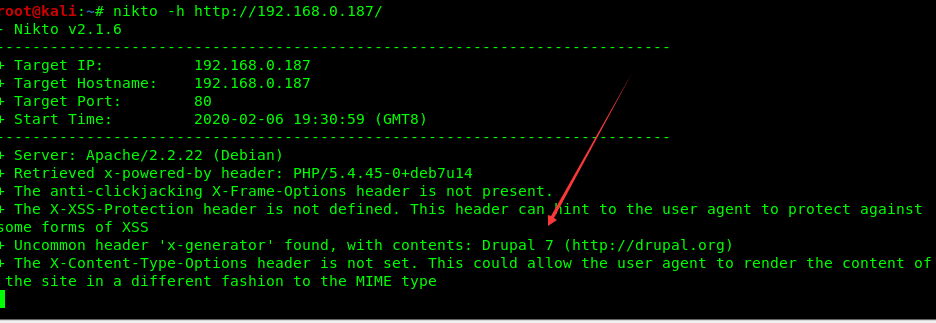 root@kali:~# nikto -h http://192.168.0.187/
- Nikto v2.1.6
---------------------------------------------------------------------------
+ Target IP:          192.168.0.187
+ Target Hostname:    192.168.0.187
+ Target Port:        80
+ Start Time:         2020-02-06 19:30:59 (GMT8)
---------------------------------------------------------------------------
+ Server: Apache/2.2.22 (Debian)
+ Retrieved x-powered-by header: PHP/5.4.45-0+deb7u14
+ The anti-clickjacking X-Frame-Options header is not present.
+ The X-XSS-Protection header is not defined. This header can hint to the user agent to protect against
some forms of XSS
+ Uncommon header 'x-generator' found, with contents: Drupal 7 (http://drupal.org)
+ The X-Content-Type-Options header is not set. This could allow the user agent to render the content of
the site in a different fashion to the MIME type